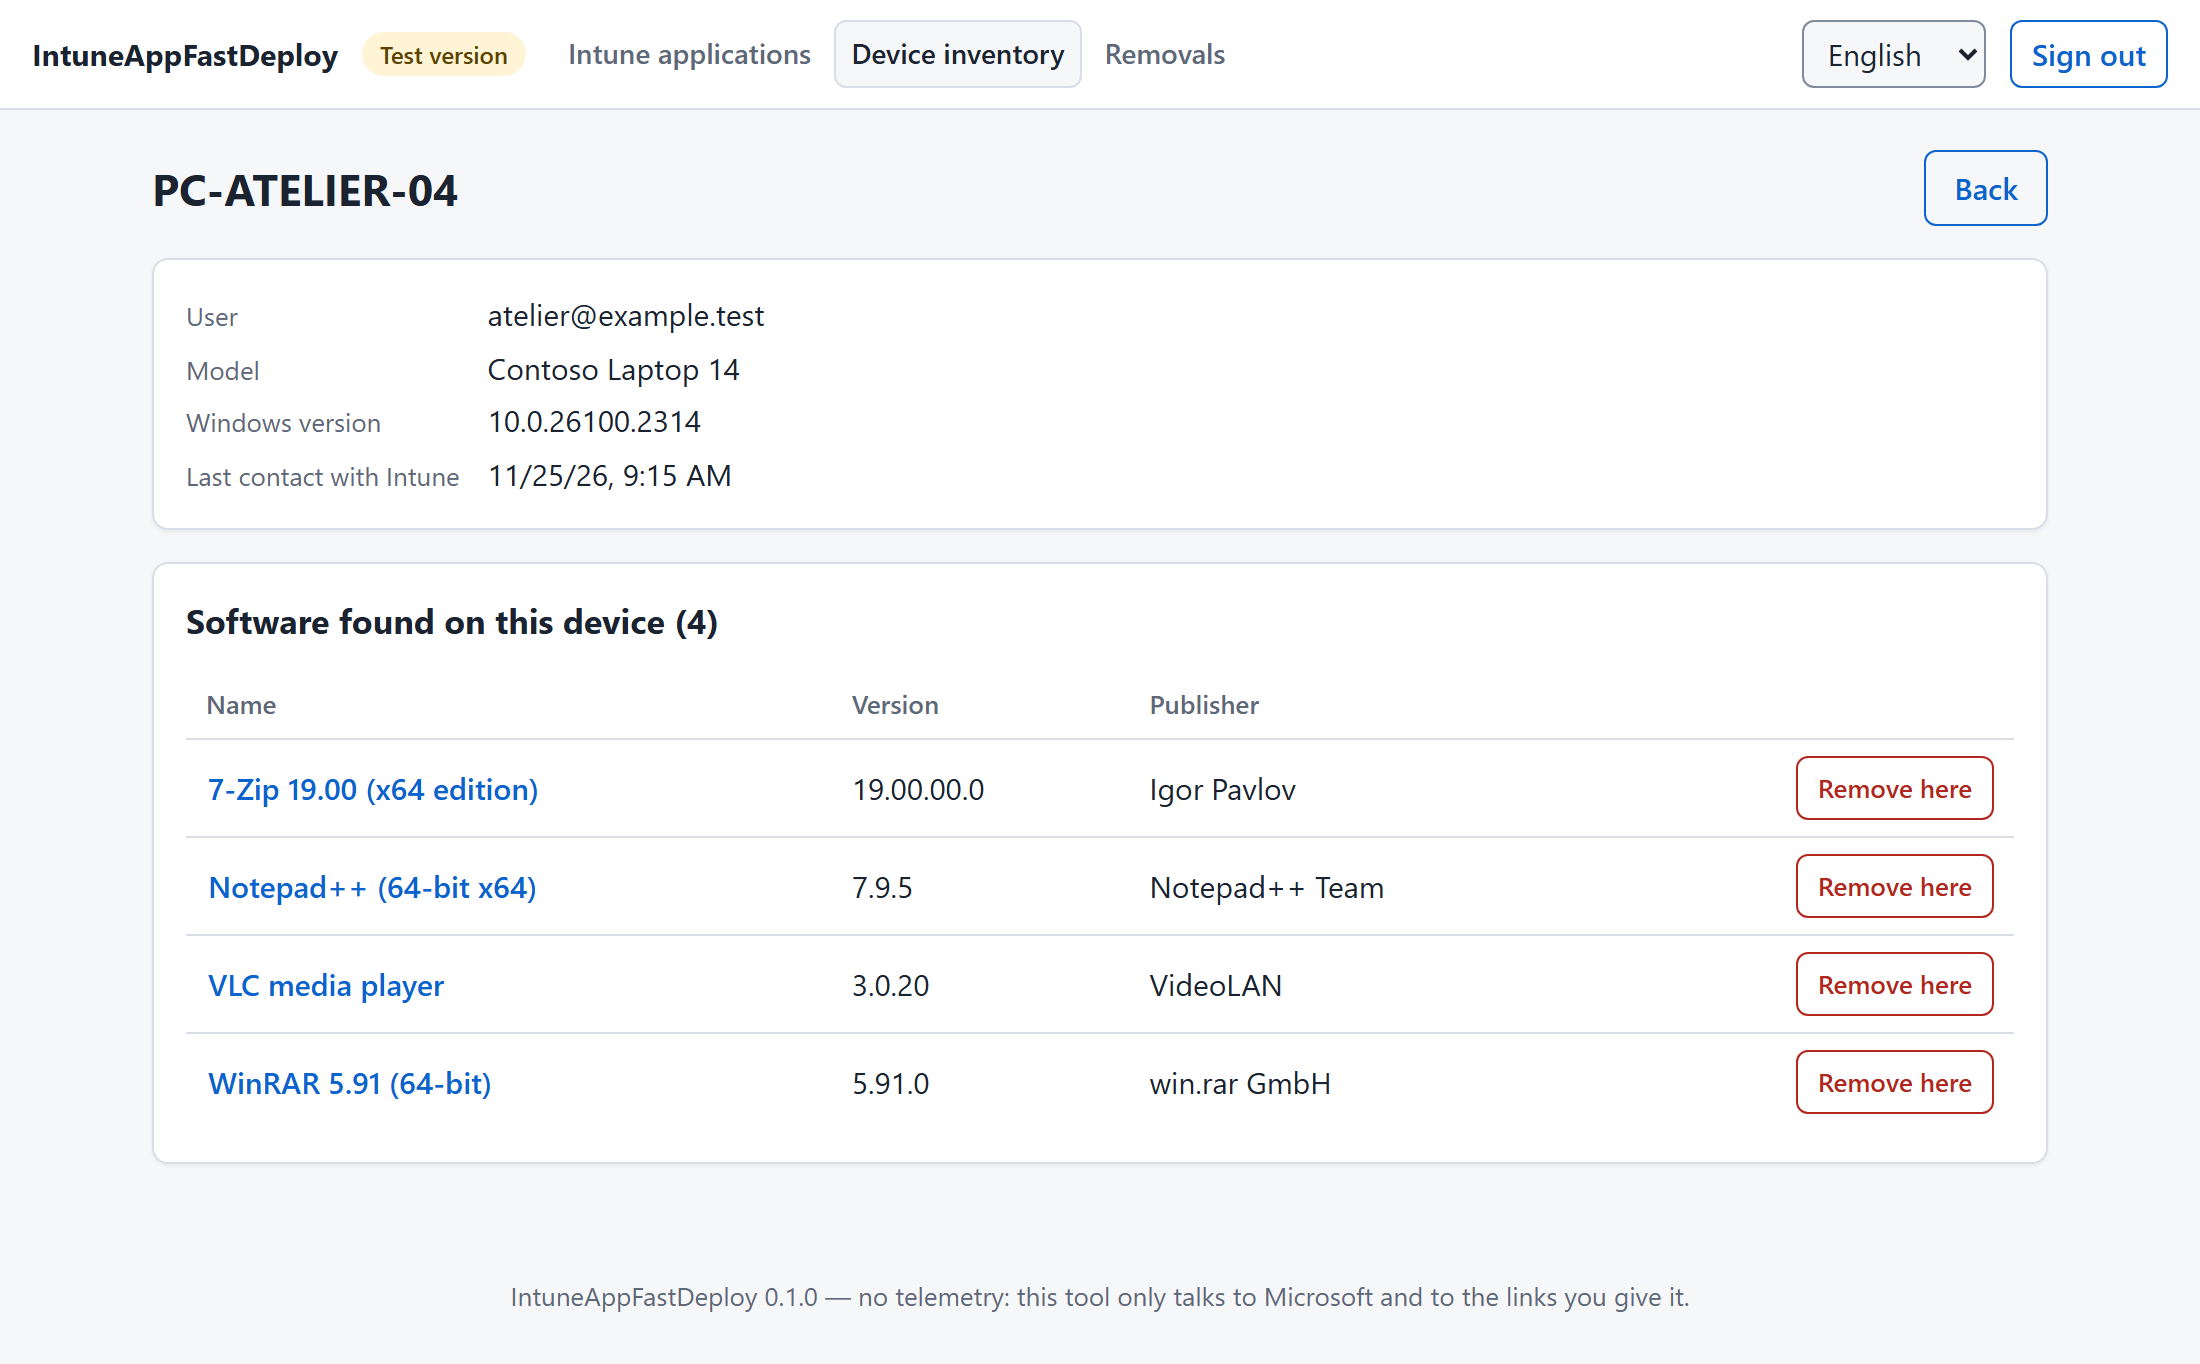 IntuneAppFastDeploy Test version Intune applications Device inventory Removals English Sign out
PC-ATELIER-04 Back
User atelier@example.test
Model Contoso Laptop 14
Windows version 10.0.26100.2314
Last contact with Intune 11/25/26, 9:15 AM
Software found on this device (4)
Name Version Publisher
7-Zip 19.00 (x64 edition) 19.00.00.0 Igor Pavlov Remove here
Notepad++ (64-bit x64) 7.9.5 Notepad++ Team Remove here
VLC media player 3.0.20 VideoLAN Remove here
WinRAR 5.91 (64-bit) 5.91.0 win.rar GmbH Remove here
IntuneAppFastDeploy 0.1.0 — no telemetry: this tool only talks to Microsoft and to the links you give it.